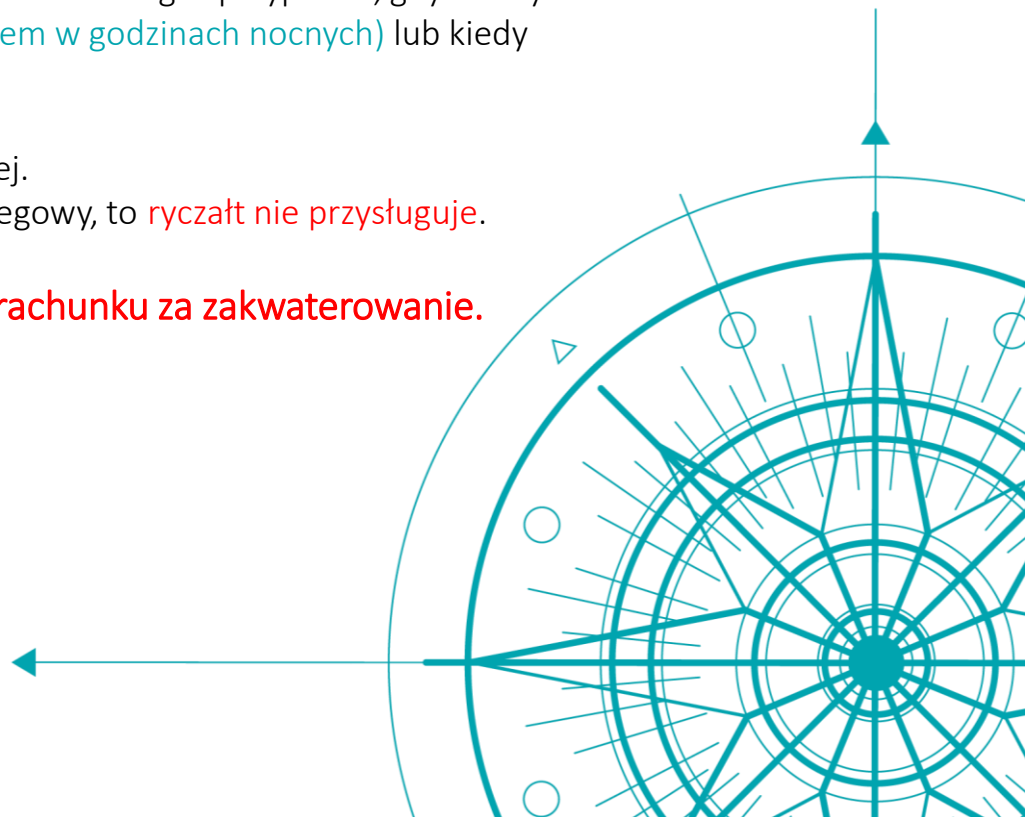 em w godzinach nocnych) lub kiedy
ej.
egowy, to ryczałt nie przysługuje.
rachunku za zakwaterowanie.